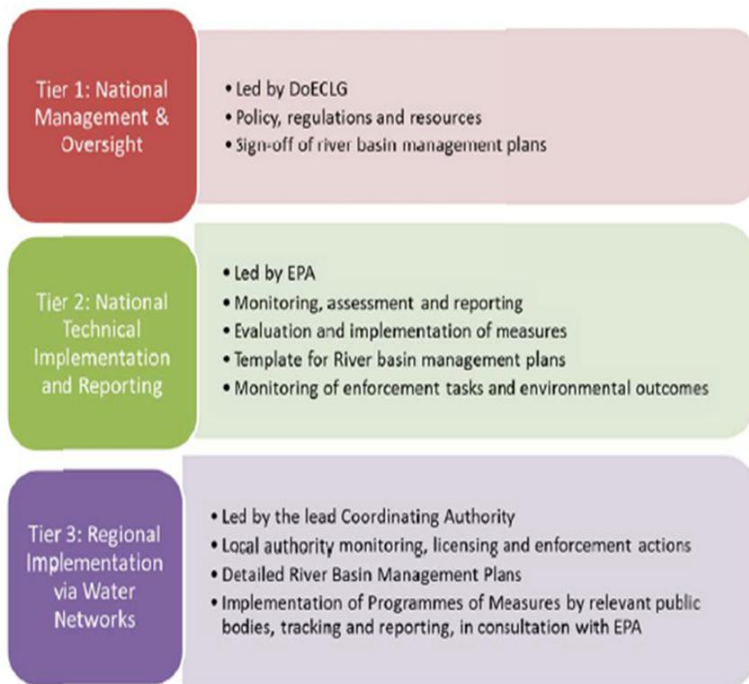 Tier 1: National
Management &
Oversight
• Led by DoECLG
• Policy, regulations and resources
• Sign-off of river basin management plans
Tier 2: National
Technical
Implementation
and Reporting
• Led by EPA
• Monitoring, assessment and reporting
• Evaluation and implementation of measures
• Template for River basin management plans
• Monitoring of enforcement tasks and environmental outcomes
Tier 3: Regional
Implementation
via Water
Networks
• Led by the lead Coordinating Authority
• Local authority monitoring, licensing and enforcement actions
• Detailed River Basin Management Plans
• Implementation of Programmes of Measures by relevant public
bodies, tracking and reporting, in consultation with EPA